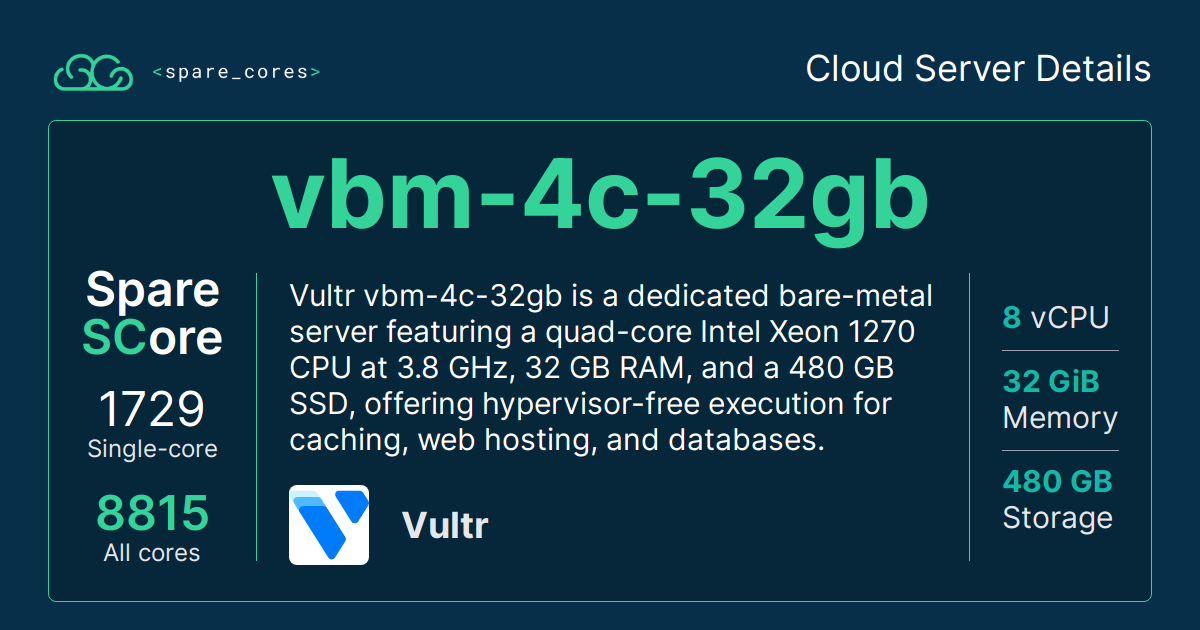 <spare_cores>
Cloud Server Details
vbm-4c-32gb
Spare
SCore
1729
Single-core
8815
All cores
Vultr vbm-4c-32gb is a dedicated bare-metal
server featuring a quad-core Intel Xeon 1270
CPU at 3.8 GHz, 32 GB RAM, and a 480 GB
SSD, offering hypervisor-free execution for
caching, web hosting, and databases.
Vultr
8 vCPU
32 GiB
Memory
480 GB
Storage